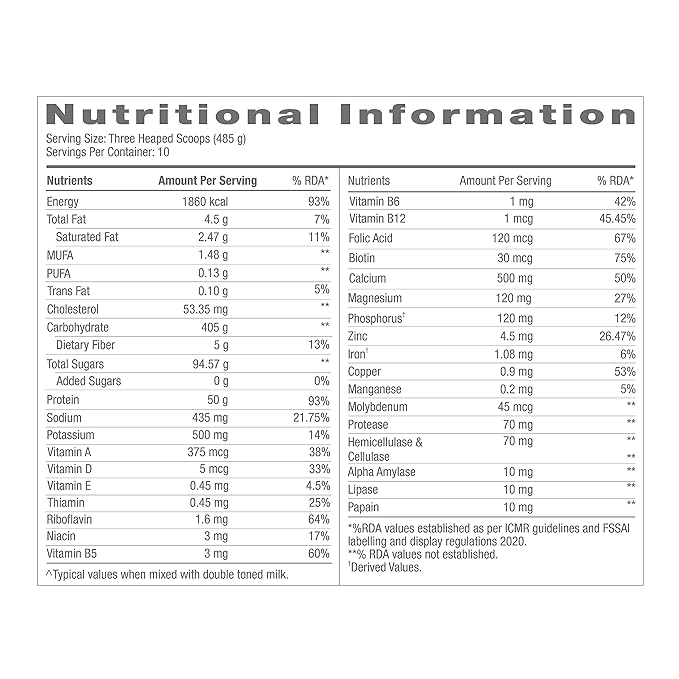 Nutritional Information
Serving Size: Three Heaped Scoops (485 g)
Servings Per Container: 10
Nutrients Amount Per Serving % RDA*
Energy 1860 kcal 93%
Total Fat 4.5 g 7%
Saturated Fat 2.47 g 11%
MUFA 1.48 g **
PUFA 0.13 g **
Trans Fat 0.10 g 5%
Cholesterol 53.35 mg **
Carbohydrate 405 g **
Dietary Fiber 5 g 13%
Total Sugars 94.57 g **
Added Sugars 0 g 0%
Protein 50 g 93%
Sodium 435 mg 21.75%
Potassium 500 mg 14%
Vitamin A 375 mcg 38%
Vitamin D 5 mcg 33%
Vitamin E 0.45 mg 4.5%
Thiamin 0.45 mg 25%
Riboflavin 1.6 mg 64%
Niacin 3 mg 17%
Vitamin B5 3 mg 60%
^Typical values when mixed with double toned milk.
Nutrients Amount Per Serving % RDA*
Vitamin B6 1 mg 42%
Vitamin B12 1 mcg 45.45%
Folic Acid 120 mcg 67%
Biotin 30 mcg 75%
Calcium 500 mg 50%
Magnesium 120 mg 27%
Phosphorus† 120 mg 12%
Zinc 4.5 mg 26.47%
Iron† 1.08 mg 6%
Copper 0.9 mg 53%
Manganese 0.2 mg 5%
Molybdenum 45 mcg **
Protease 70 mg **
Hemicellulase & 70 mg **
Cellulase **
Alpha Amylase 10 mg **
Lipase 10 mg **
Papain 10 mg **
*%RDA values established as per ICMR guidelines and FSSAI
labelling and display regulations 2020.
**% RDA values not established.
†Derived Values.